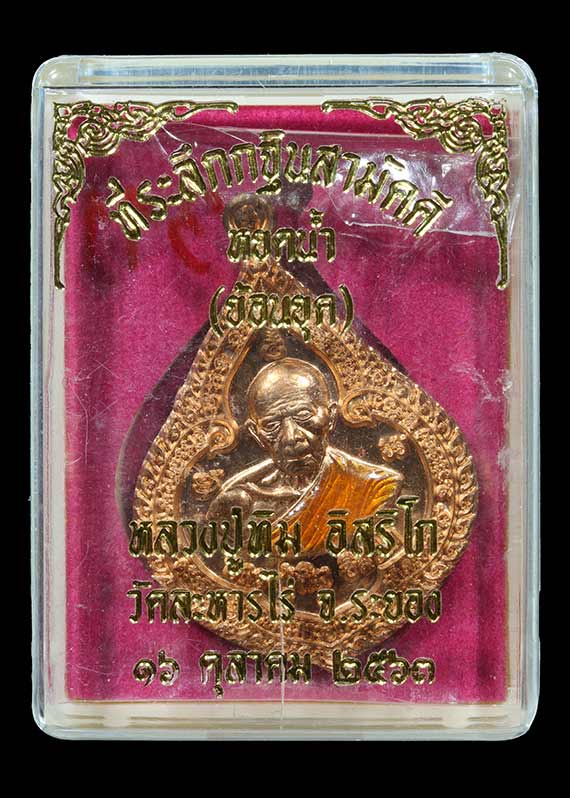 ที่ระลึกกฐินสามัคคี
หยดน้ำ
(ย้อนยุค)
หลวงปู่ทิม อิสริโก
วัดละหารไร่ จ.ระยอง
๑๖ ตุลาคม ๒๕๖๓